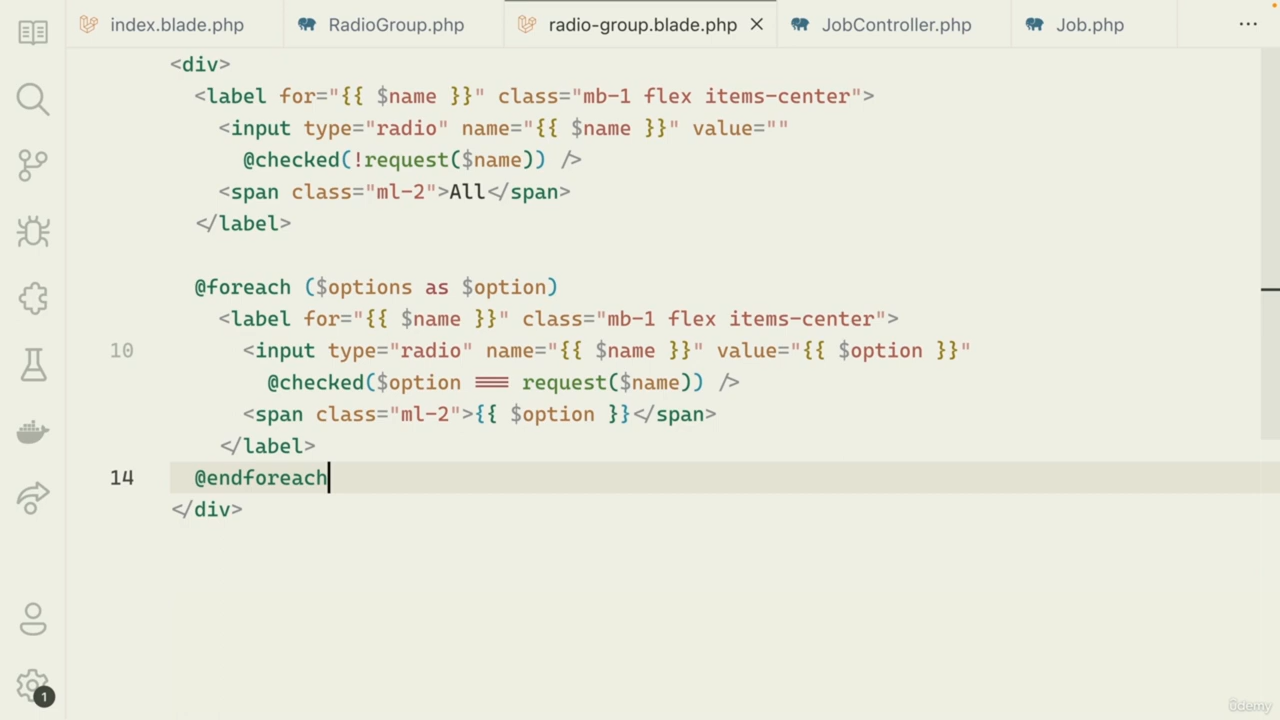 index.blade.php RadioGroup.php radio-group.blade.php JobController.php Job.php
<div>
<label for="{{ $name }}" class="mb-1 flex items-center">
<input type="radio" name="{{ $name }}" value=""
@checked(!request($name)) />
<span class="ml-2">All</span>
</label>
@foreach ($options as $option)
<label for="{{ $name }}" class="mb-1 flex items-center">
10 <input type="radio" name="{{ $name }}" value="{{ $option }}"
@checked($option === request($name)) />
<span class="ml-2">{{ $option }}</span>
</label>
14 @endforeach
</div>
1
ûdemy